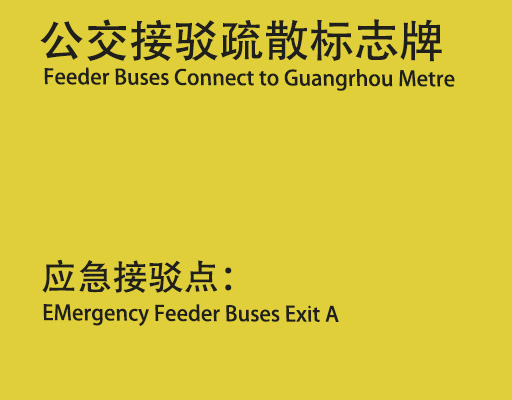 公交接驳疏散标志牌
Feeder Buses Connect to Guangrhou Metre
应急接驳点：
EMergency Feeder Buses Exit A